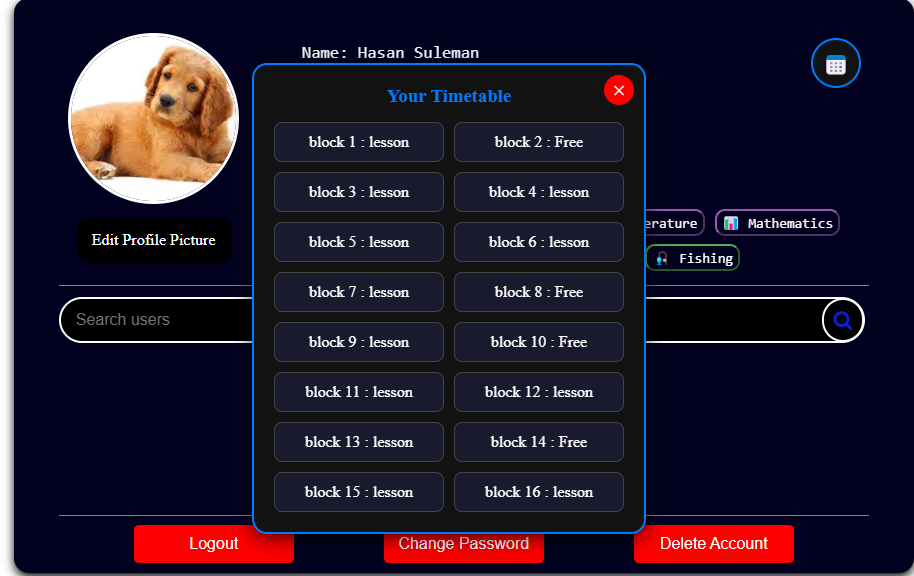 Name: Hasan Suleman
Your Timetable
block 1 : lesson
block 2 : Free
block 3 : lesson
block 4 : lesson
block 5 : lesson
block 6 : lesson
block 7 : lesson
block 8 : Free
block 9 : lesson
block 10 : Free
block 11 : lesson
block 12 : lesson
block 13 : lesson
block 14 : Free
block 15 : lesson
block 16 : lesson
Edit Profile Picture
erature
Mathematics
Fishing
Search users
Logout
Change Password
Delete Account